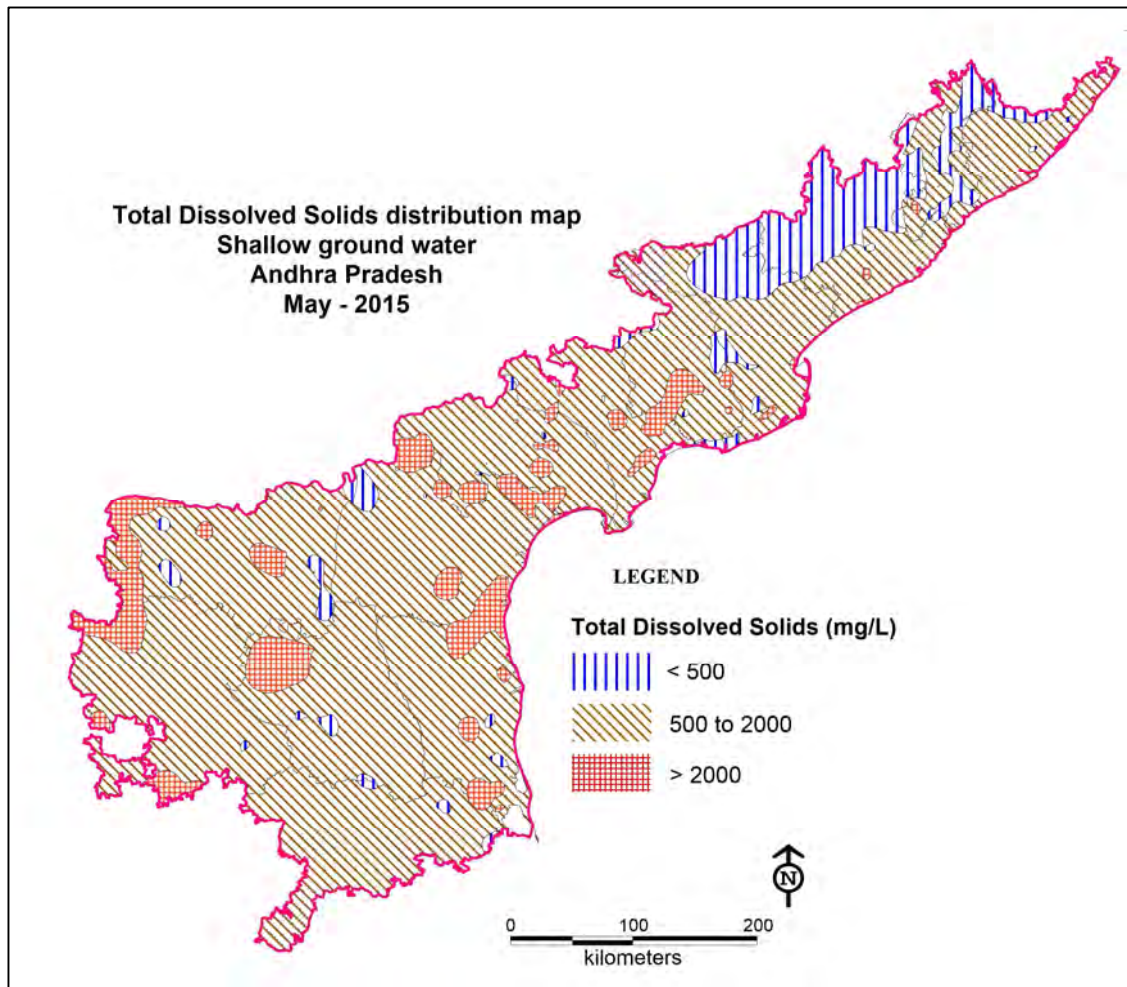 Total Dissolved Solids distribution map
Shallow ground water
Andhra Pradesh
May - 2015
LEGEND
Total Dissolved Solids (mg/L)
< 500
500 to 2000
> 2000
N
0 100 200
kilometers